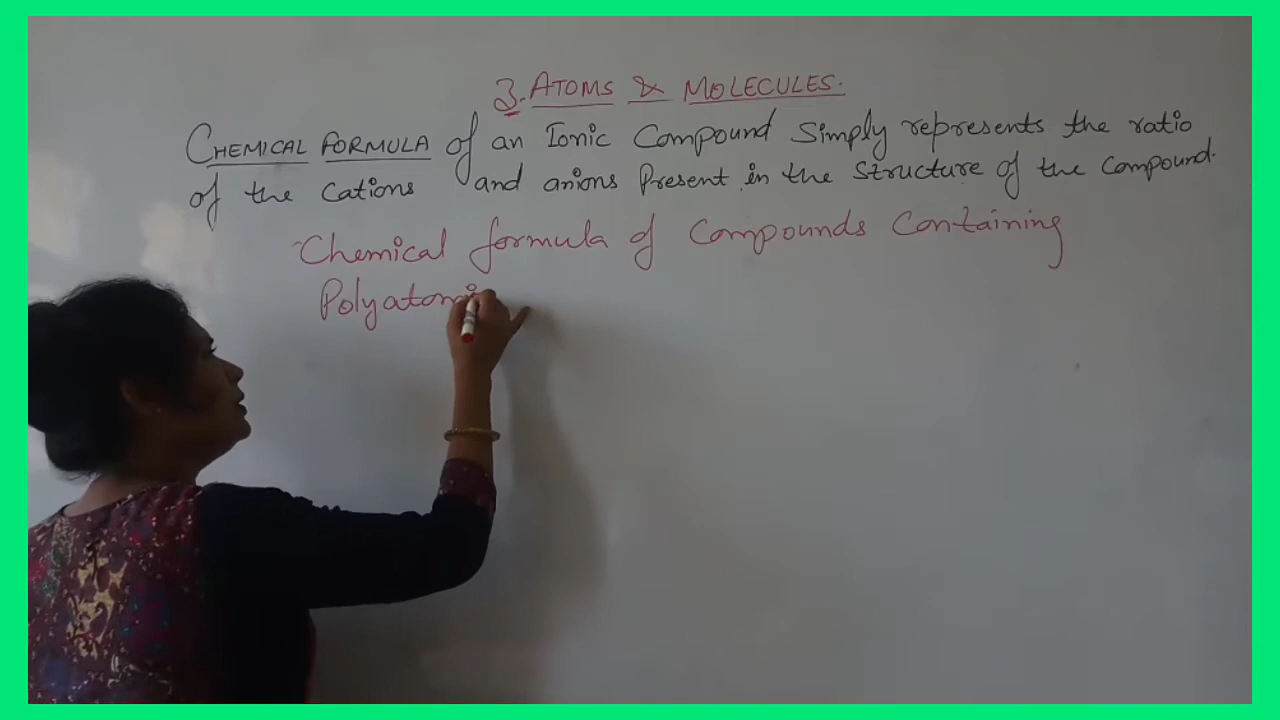 3. ATOMS & MOLECULES.
CHEMICAL FORMULA of an Ionic Compound Simply represents the ratio
of the Cations and anions Present in the Structure of the Compound.
Chemical formula of Compounds Containing
Polyatomi